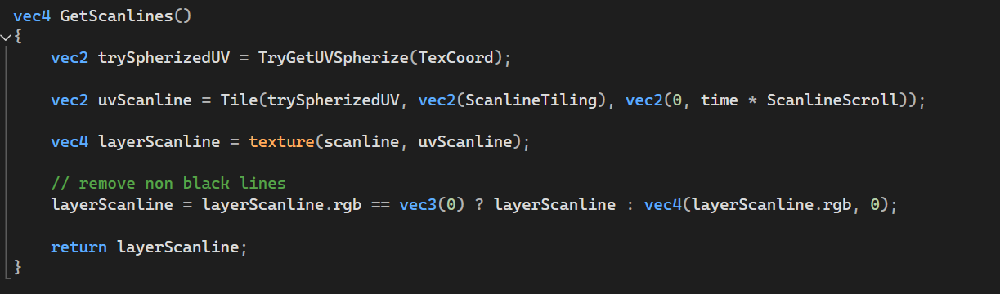 vec4 GetScanlines()
{
    vec2 trySpherizedUV = TryGetUVSpherize(TexCoord);
    vec2 uvScanline = Tile(trySpherizedUV, vec2(ScanlineTiling), vec2(0, time * ScanlineScroll));
    vec4 layerScanline = texture(scanline, uvScanline);
    // remove non black lines
    layerScanline = layerScanline.rgb == vec3(0) ? layerScanline : vec4(layerScanline.rgb, 0);
    return layerScanline;
}